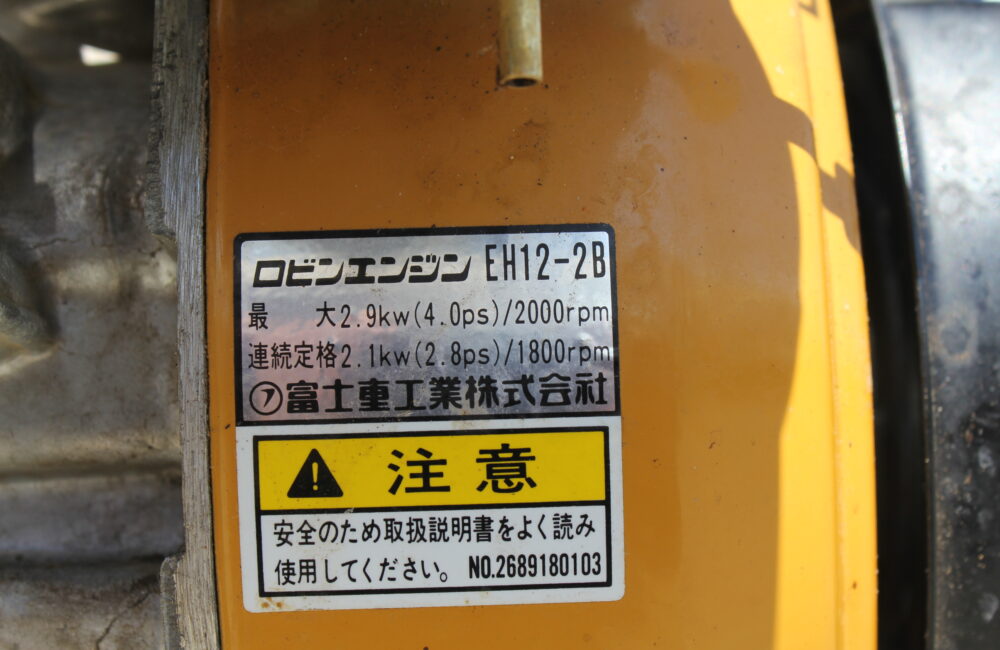 ロビンエンジン EH12-2B
最 大2.9kw(4.0ps)/2000rpm
連続定格2.1kw(2.8ps)/1800rpm
㋐富士重工業株式会社
注意
安全のため取扱説明書をよく読み
使用してください。 NO.2689180103